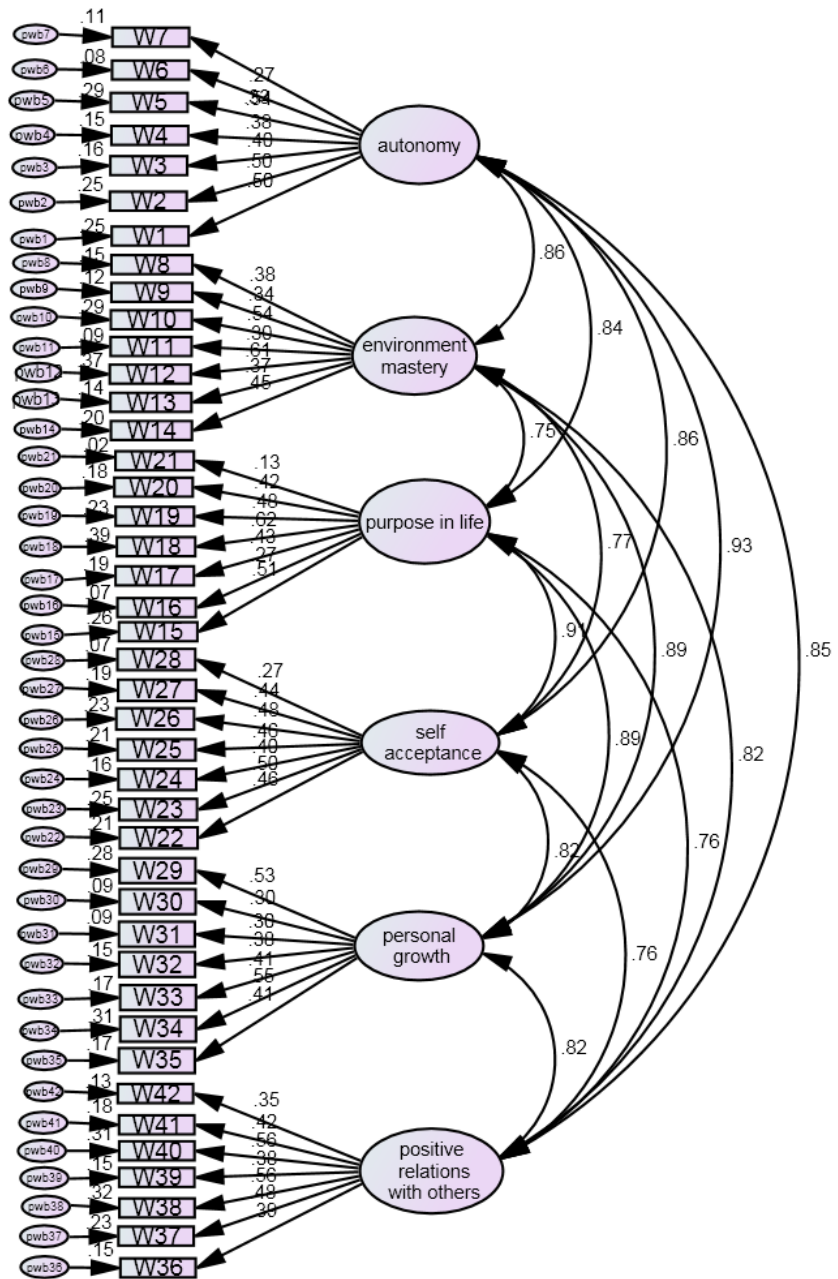 pwb7
.11
W7
pwb6
.08
W6
pwb5
.29
W5
pwb4
.15
W4
pwb3
.16
W3
pwb2
.25
W2
pwb1
.25
W1
.27
.38
.40
.50
.50
autonomy
pwb8
.15
W8
pwb9
.12
W9
pwb10
.29
W10
pwb11
.09
W11
pwb12
.37
W12
pwb13
.14
W13
pwb14
.20
W14
.38
.34
.54
.30
.61
.37
.45
environment
mastery
pwb21
.02
W21
pwb20
.18
W20
pwb19
.23
W19
pwb18
.39
W18
pwb17
.19
W17
pwb16
.07
W16
pwb15
.26
W15
.13
.42
.48
.62
.43
.27
.51
purpose in life
pwb28
.07
W28
pwb27
.19
W27
pwb26
.23
W26
pwb25
.21
W25
pwb24
.16
W24
pwb23
.25
W23
pwb22
.21
W22
.27
.44
.48
.46
.40
.50
.46
self
acceptance
pwb29
.28
W29
pwb30
.09
W30
pwb31
.09
W31
pwb32
.15
W32
pwb33
.17
W33
pwb34
.31
W34
pwb35
.17
W35
.53
.30
.30
.38
.41
.55
.41
personal
growth
pwb42
.13
W42
pwb41
.18
W41
pwb40
.31
W40
pwb39
.15
W39
pwb38
.32
W38
pwb37
.23
W37
pwb36
.15
W36
.35
.42
.56
.38
.56
.48
.39
positive
relations
with others
.86
.84
.75
.86
.77
.93
.91
.89
.85
.89
.82
.76
.82
.76
.82